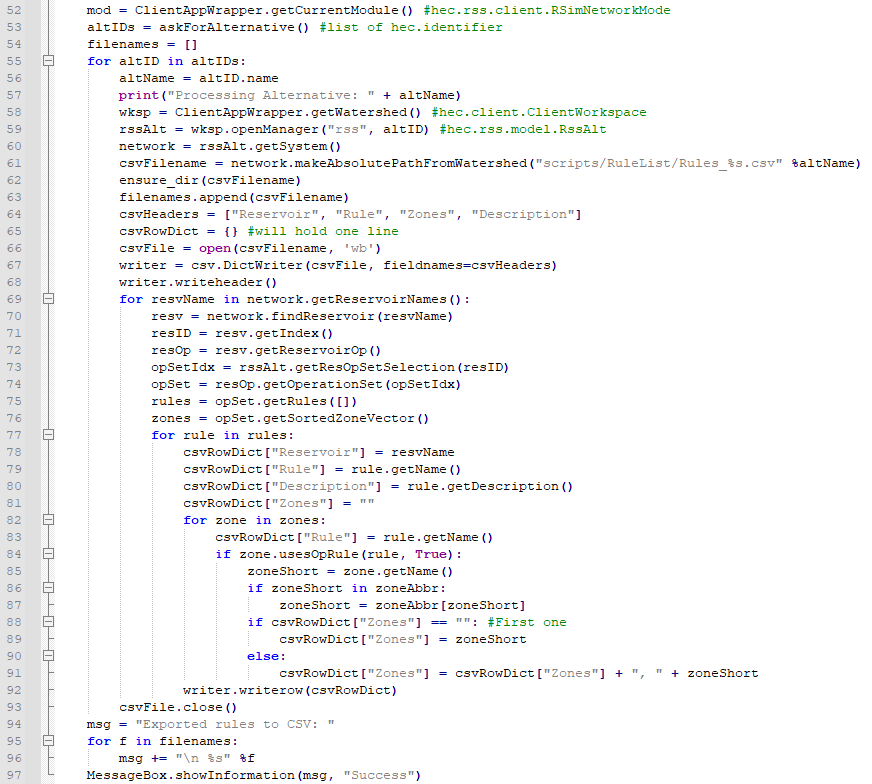 52 mod = ClientAppWrapper.getCurrentModule() #hec.rss.client.RSimNetworkMode
53 altIDs = askForAlternative() #list of hec.identifier
54 filenames = []
55 for altID in altIDs:
56 altName = altID.name
57 print("Processing Alternative: " + altName)
58 wksp = ClientAppWrapper.getWatershed() #hec.client.ClientWorkspace
59 rssAlt = wksp.openManager("rss", altID) #hec.rss.model.RssAlt
60 network = rssAlt.getSystem()
61 csvFilename = network.makeAbsolutePathFromWatershed("scripts/RuleList/Rules_%s.csv" %altName)
62 ensure_dir(csvFilename)
63 filenames.append(csvFilename)
64 csvHeaders = ["Reservoir", "Rule", "Zones", "Description"]
65 csvRowDict = {} #will hold one line
66 csvFile = open(csvFilename, 'wb')
67 writer = csv.DictWriter(csvFile, fieldnames=csvHeaders)
68 writer.writeheader()
69 for resvName in network.getReservoirNames():
70 resv = network.findReservoir(resvName)
71 resID = resv.getIndex()
72 resOp = resv.getReservoirOp()
73 opSetIdx = rssAlt.getResOpSetSelection(resID)
74 opSet = resOp.getOperationSet(opSetIdx)
75 rules = opSet.getRules([])
76 zones = opSet.getSortedZoneVector()
77 for rule in rules:
78 csvRowDict["Reservoir"] = resvName
79 csvRowDict["Rule"] = rule.getName()
80 csvRowDict["Description"] = rule.getDescription()
81 csvRowDict["Zones"] = ""
82 for zone in zones:
83 csvRowDict["Rule"] = rule.getName()
84 if zone.usesOpRule(rule, True):
85 zoneShort = zone.getName()
86 if zoneShort in zoneAbbr:
87 zoneShort = zoneAbbr[zoneShort]
88 if csvRowDict["Zones"] == "": #First one
89 csvRowDict["Zones"] = zoneShort
90 else:
91 csvRowDict["Zones"] = csvRowDict["Zones"] + ", " + zoneShort
92 writer.writerow(csvRowDict)
93 csvFile.close()
94 msg = "Exported rules to CSV: "
95 for f in filenames:
96 msg += "\n %s" %f
97 MessageBox.showInformation(msg, "Success")